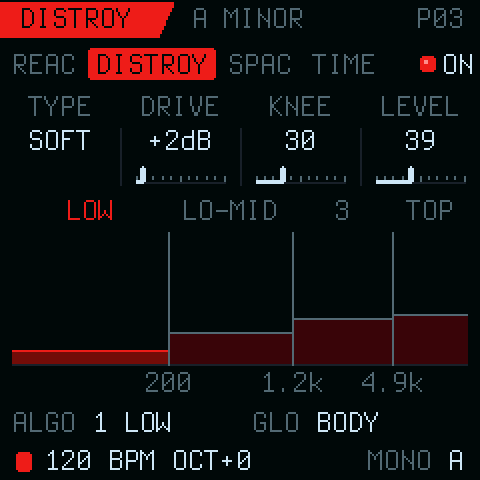 DISTROY A MINOR P03
REAC DISTROY SPAC TIME ON
TYPE DRIVE KNEE LEVEL
SOFT +2dB 30 39
LOW LO-MID 3 TOP
200 1.2k 4.9k
ALGO 1 LOW GLO BODY
120 BPM OCT+0 MONO A